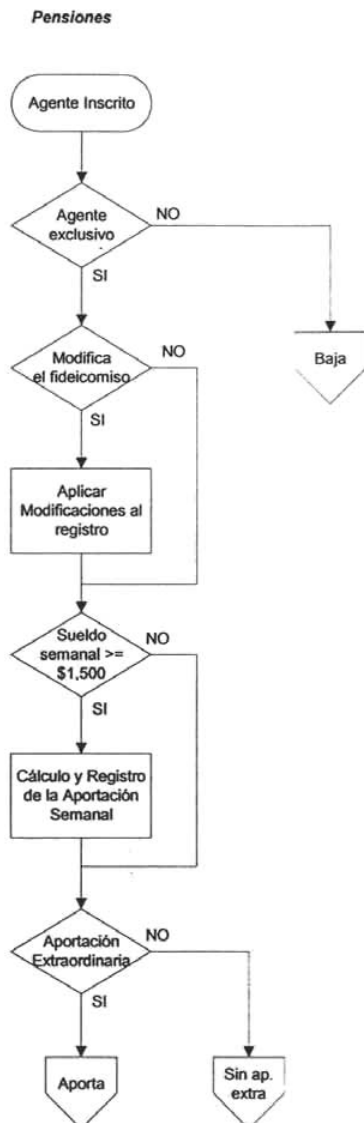 Pensiones
Agente Inscrito
Agente
exclusivo
NO
SI
Baja
Modifica
el fideicomiso
NO
SI
Aplicar
Modificaciones al
registro
Sueldo
semanal >=
$1,500
NO
SI
Cálculo y Registro
de la Aportación
Semanal
Aportación
Extraordinaria
NO
SI
Aporta
Sin ap.
extra